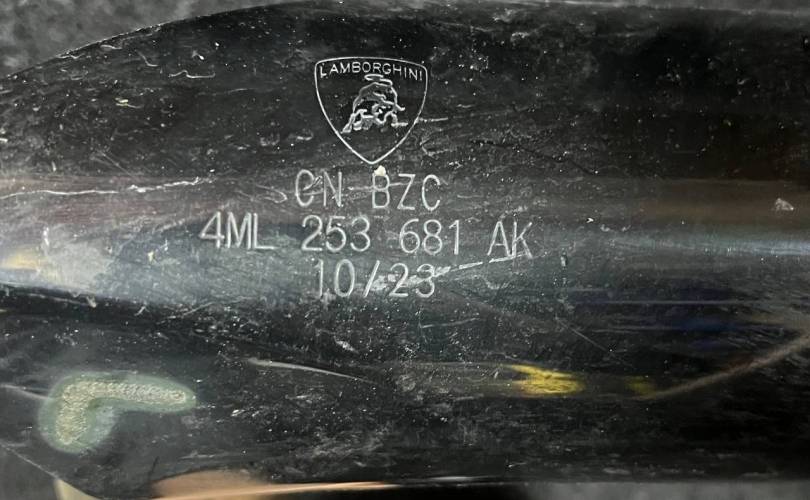 LAMBORGHINI
CN BZC
4ML 253 681 AK
10/23